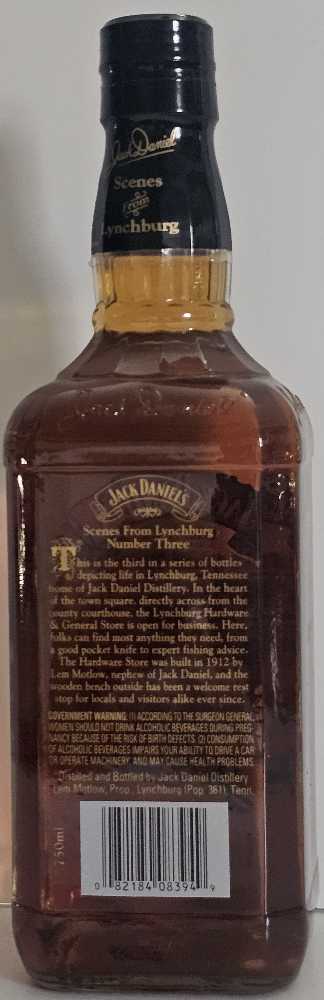 Jack Daniel
Scenes
From
Lynchburg
Jack Daniel
JACK DANIEL'S
Scenes From Lynchburg
Number Three
This is the third in a series of bottles
depicting life in Lynchburg, Tennessee
home of Jack Daniel Distillery. In the heart
of the town square, directly across from the
county courthouse, the Lynchburg Hardware
& General Store is open for business. Here,
folks can find most anything they need, from
a good pocket knife to expert fishing advice.
The Hardware Store was built in 1912 by
Lem Motlow, nephew of Jack Daniel, and the
wooden bench outside has been a welcome rest
stop for locals and visitors alike ever since.
GOVERNMENT WARNING: (1) ACCORDING TO THE SURGEON GENERAL,
WOMEN SHOULD NOT DRINK ALCOHOLIC BEVERAGES DURING PREG-
NANCY BECAUSE OF THE RISK OF BIRTH DEFECTS. (2) CONSUMPTION
OF ALCOHOLIC BEVERAGES IMPAIRS YOUR ABILITY TO DRIVE A CAR
OR OPERATE MACHINERY, AND MAY CAUSE HEALTH PROBLEMS.
Distilled and Bottled by Jack Daniel Distillery
Lem Motlow, Prop., Lynchburg (Pop. 361), Tenn.
750ml
0 82184 08394 9